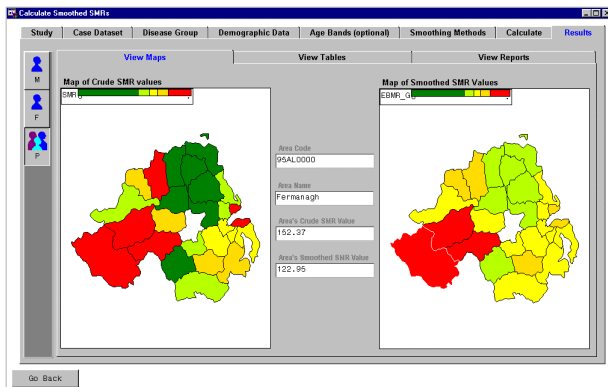 Calculate Smoothed SMRs
Study Case Dataset Disease Group Demographic Data Age Bands (optional) Smoothing Methods Calculate Results
View Maps View Tables View Reports
M
F
P
Map of Crude SMR values
SMR
Map of Smoothed SMR Values
EBMR_G
Area Code
95AL0000
Area Name
Fermanagh
Area's Crude SMR Value
152.37
Area's Smoothed SMR Value
122.95
Go Back